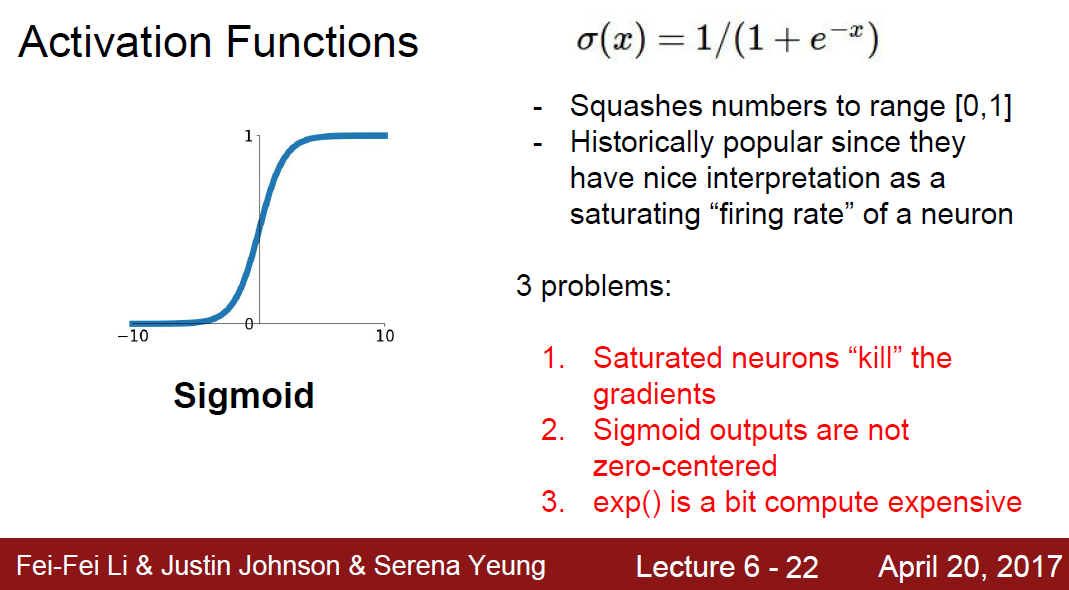 Activation Functions
σ(x) = 1/(1 + e^{-x})
- Squashes numbers to range [0,1]
- Historically popular since they
have nice interpretation as a
saturating “firing rate” of a neuron
1
0
−10
10
Sigmoid
3 problems:
1. Saturated neurons “kill” the
gradients
2. Sigmoid outputs are not
zero-centered
3. exp() is a bit compute expensive
Fei-Fei Li & Justin Johnson & Serena Yeung
Lecture 6 - 22
April 20, 2017